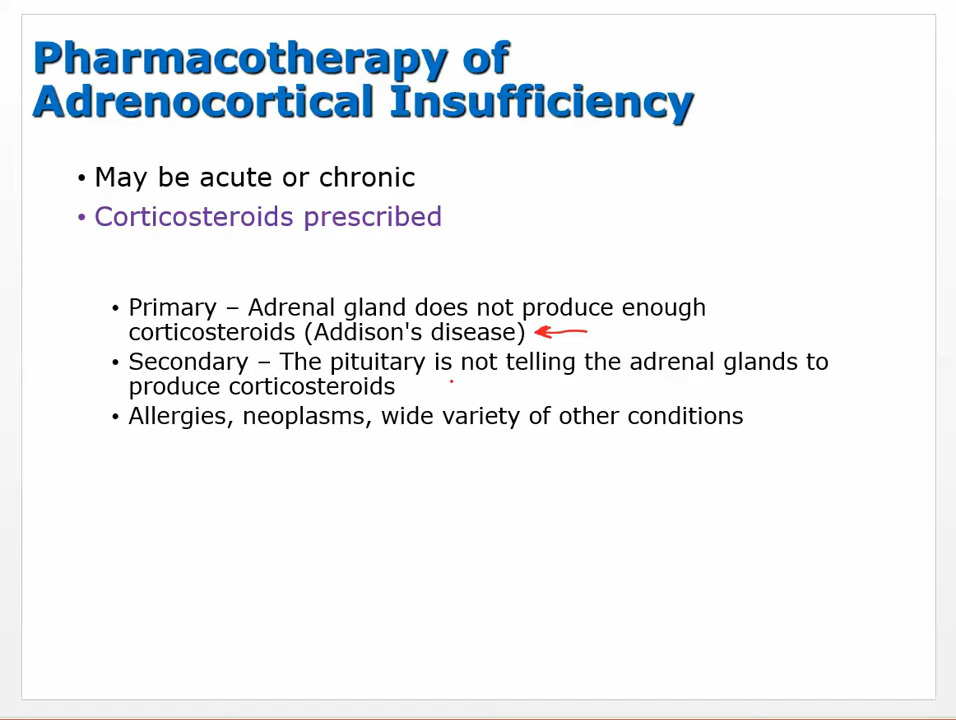 Pharmacotherapy of
Adrenocortical Insufficiency
• May be acute or chronic
• Corticosteroids prescribed
• Primary – Adrenal gland does not produce enough
corticosteroids (Addison's disease)
• Secondary – The pituitary is not telling the adrenal glands to
produce corticosteroids
• Allergies, neoplasms, wide variety of other conditions